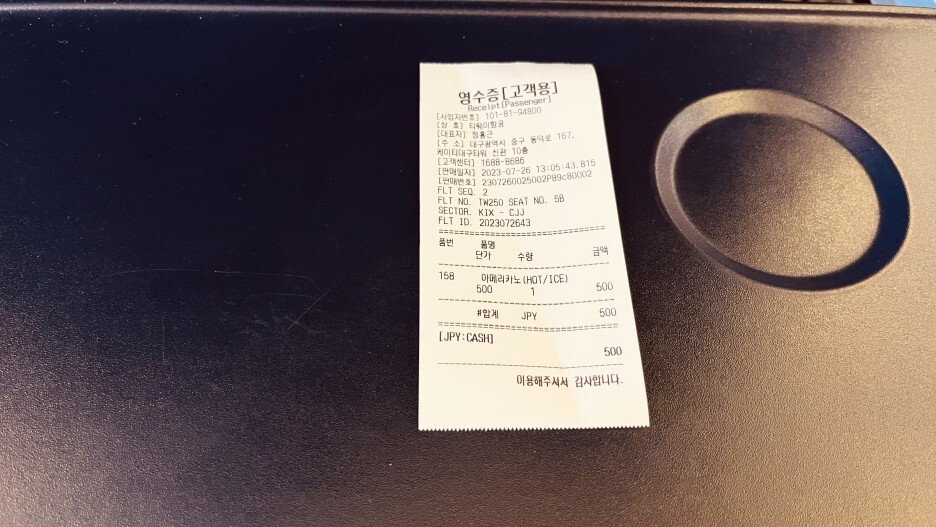 영수증[고객용]
Receipt[Passenger]
[사업자번호] 101-81-94800
[상 호] 티웨이항공
[대표자] 정홍근
[주 소] 대구광역시 중구 동덕로 167,
케이티대구타워 신관 10층
[고객센터] 1688-8686
[판매일자] 2023-07-26 13:05:43.815
[판매번호] 2307260025002P89c80002
FLT SEQ. 2
FLT NO. TW250 SEAT NO. 5B
SECTOR. KIX - CJJ
FLT ID. 2023072643
품번 품명
단가 수량 금액
158 아메리카노(HOT/ICE)
500 1 500
#합계 JPY 500
[JPY:CASH]
500
이용해주셔서 감사합니다.